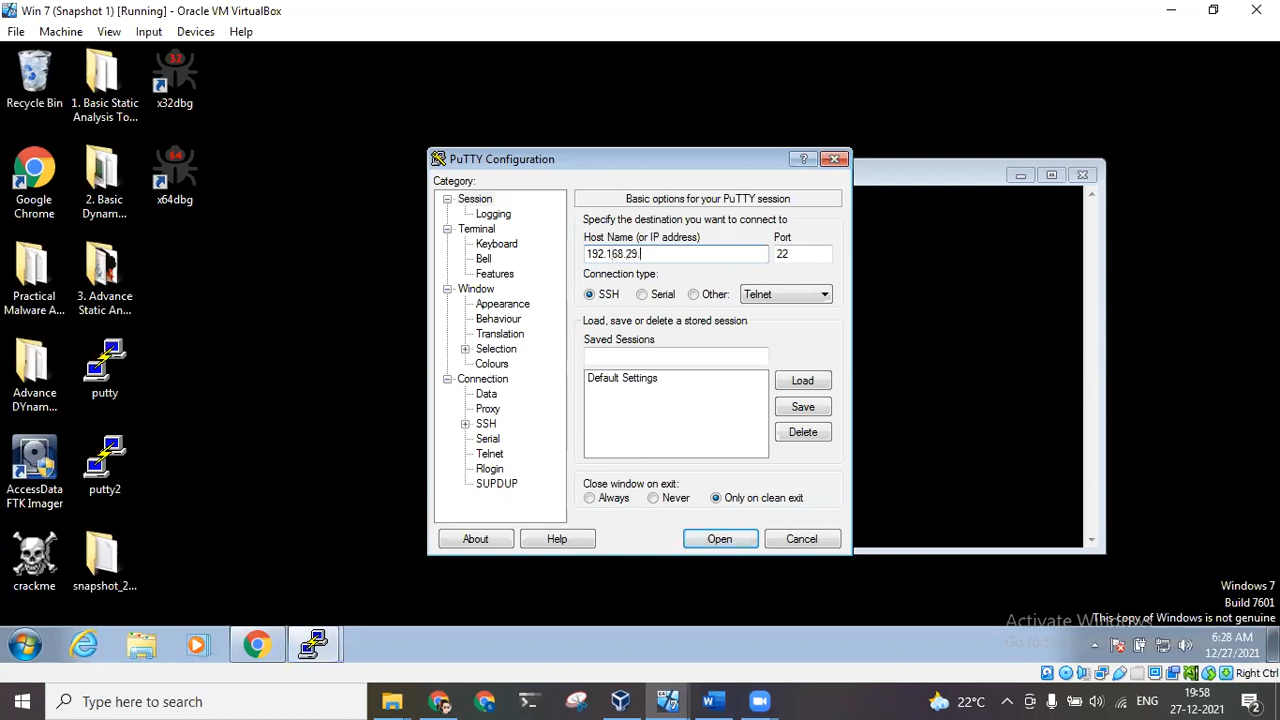 Win 7 (Snapshot 1) [Running] - Oracle VM VirtualBox
File Machine View Input Devices Help
Recycle Bin
1. Basic Static Analysis To...
x32dbg
Google Chrome
2. Basic Dynam...
x64dbg
Practical Malware A...
3. Advance Static An...
Advance DYnam...
putty
AccessData FTK Imager
putty2
crackme
snapshot_2...
32
64
PuTTY Configuration
?
Category:
Session
Logging
Terminal
Keyboard
Bell
Features
Window
Appearance
Behaviour
Translation
Selection
Colours
Connection
Data
Proxy
SSH
Serial
Telnet
Rlogin
SUPDUP
Basic options for your PuTTY session
Specify the destination you want to connect to
Host Name (or IP address) Port
192.168.29. 22
Connection type:
SSH Serial Other: Telnet
Load, save or delete a stored session
Saved Sessions
Default Settings
Load
Save
Delete
Close window on exit:
Always Never Only on clean exit
About Help Open Cancel
Windows 7
Build 7601
This copy of Windows is not genuine
Activate Windows
6:28 AM
12/27/2021
Right Ctrl
Type here to search
22°C
ENG
19:58
27-12-2021
2